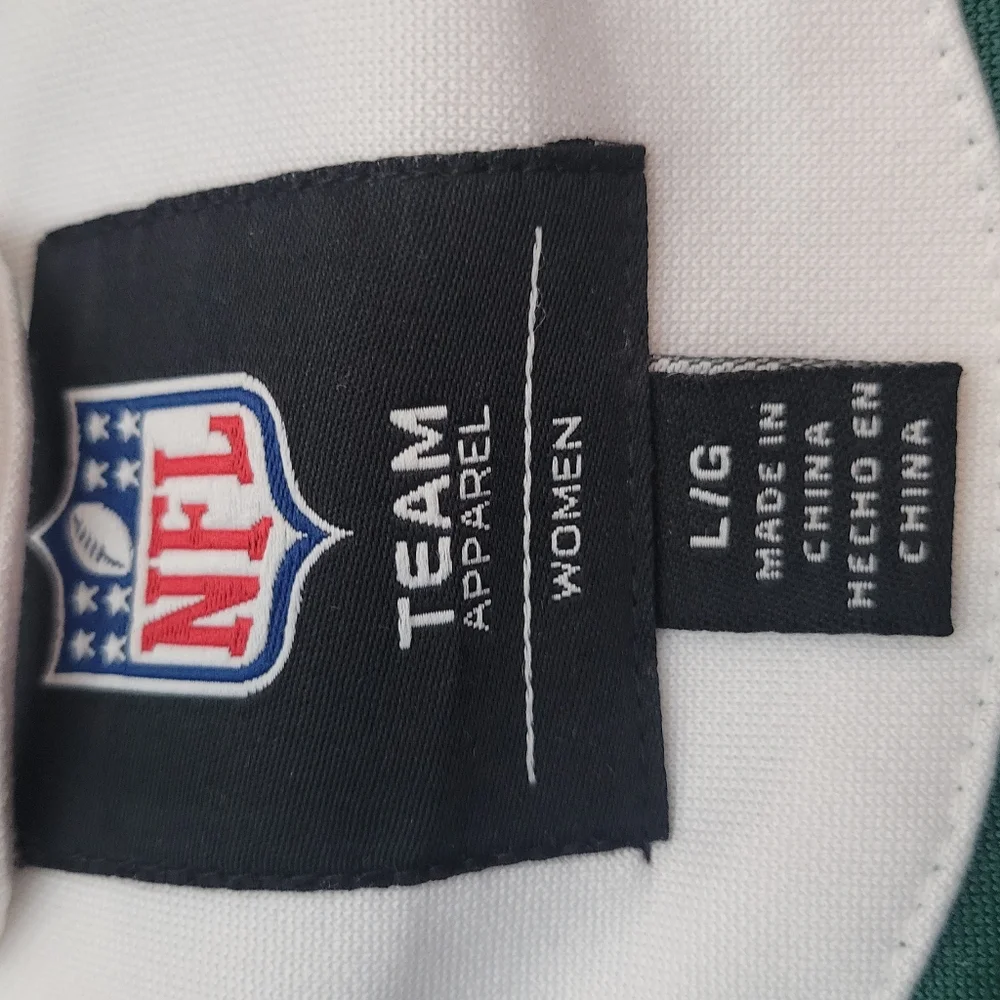 NFL
TEAM
APPAREL
WOMEN
L/G
MADE IN
CHINA
HECHO EN
CHINA